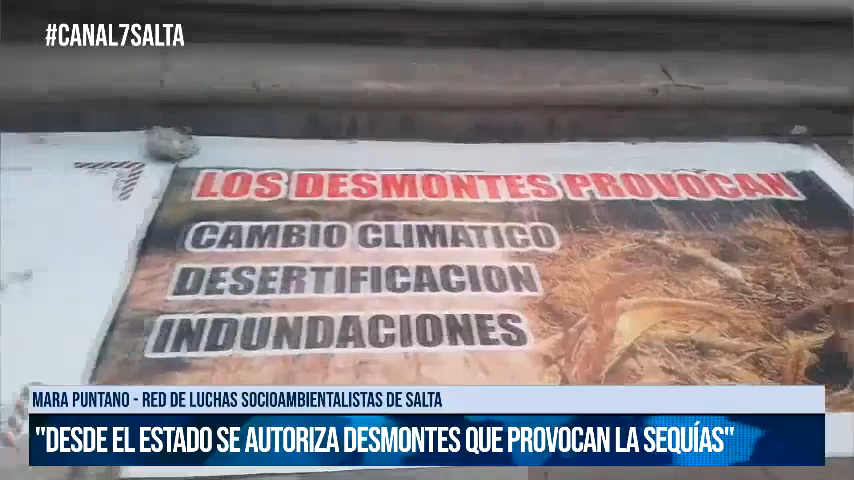 #CANAL7SALTA
LOS DESMONTES PROVOCAN
CAMBIO CLIMATICO
DESERTIFICACION
INDUNDACIONES
MARA PUNTANO - RED DE LUCHAS SOCIOAMBIENTALISTAS DE SALTA
"DESDE EL ESTADO SE AUTORIZA DESMONTES QUE PROVOCAN LA SEQUÍAS"